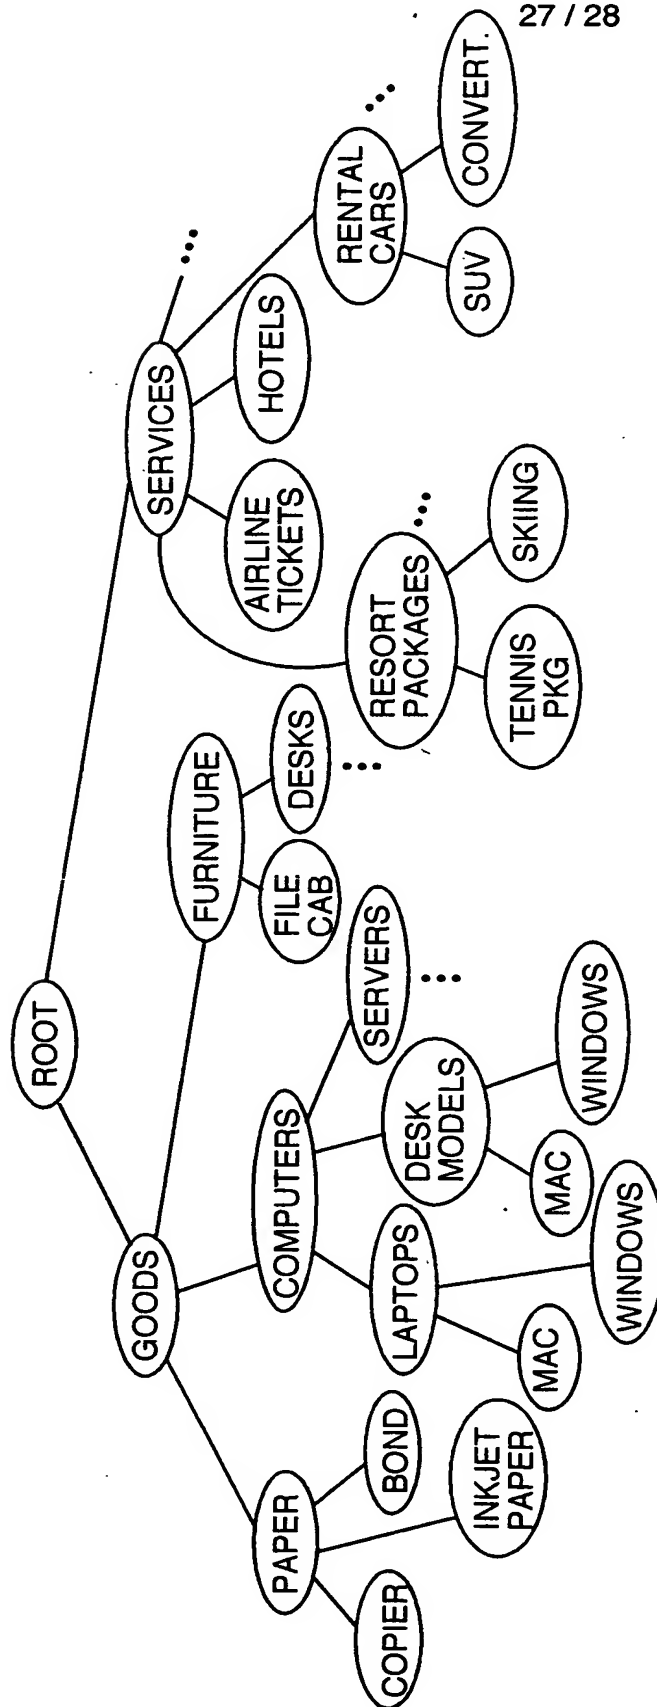 27 / 28
ROOT
GOODS
SERVICES
PAPER
COMPUTERS
FURNITURE
AIRLINE
TICKETS
HOTELS
RENTAL
CARS
COPIER
BOND
INKJET
PAPER
LAPTOPS
DESK
MODELS
SERVERS
FILE.
CAB
DESKS
RESORT
PACKAGES
SUV
CONVERT.
MAC
WINDOWS
MAC
WINDOWS
TENNIS
PKG
SKIING